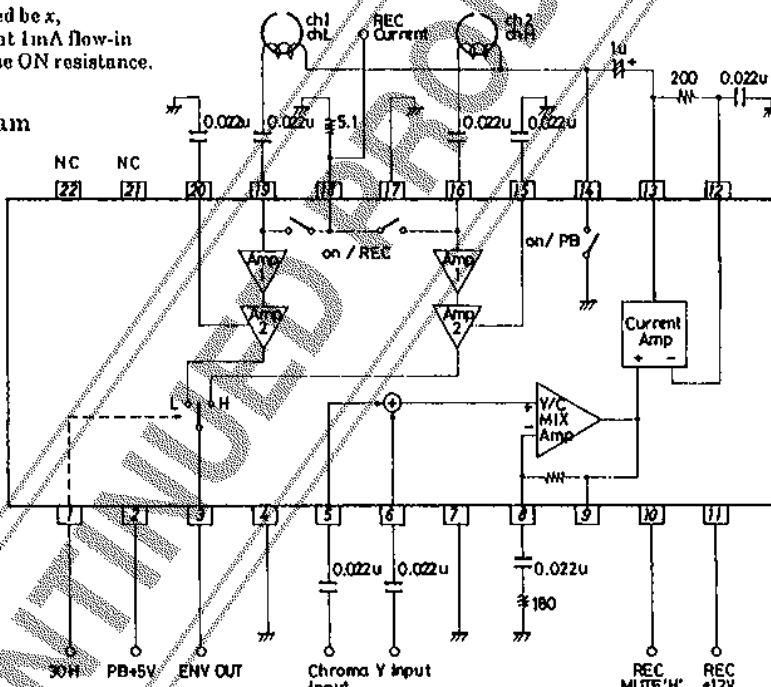 ed be x,
at 1mA flow-in
he ON resistance.
am
ch1
chL
REC
Current
ch2
chH
1u
+
200
0.022u
0.022u
0.022u
5.1
0.022u
0.022u
NC NC
22 21 20 19 18 17 16 15 14 13 12
on / REC
on / PB
Amp
1
Amp
1
Amp
2
Amp
2
Current
Amp
+ -
L H
+
+
-
Y/C
MIX
Amp
1 2 3 4 5 6 7 8 9 10 11
0.022u
0.022u
0.022u
180
30H PB+5V ENV OUT Chroma Y Input
Input
REC
MUTE'H'
REC
+12V